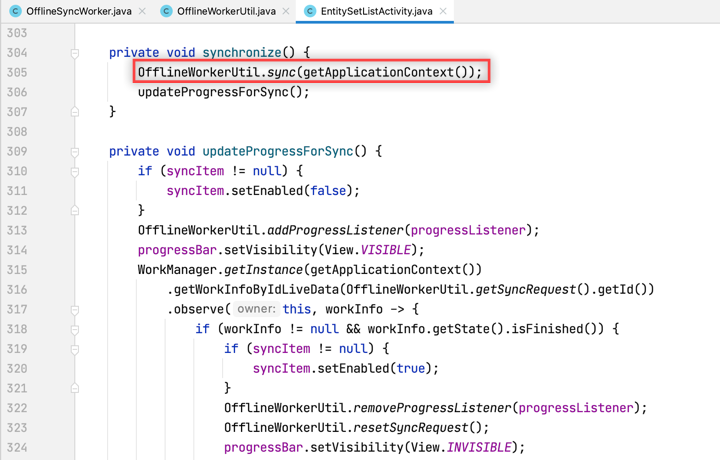 OfflineSyncWorker.java × OfflineWorkerUtil.java × EntitySetListActivity.java ×
303
304 private void synchronize() {
305 OfflineWorkerUtil.sync(getApplicationContext());
306 updateProgressForSync();
307 }
308
309 private void updateProgressForSync() {
310 if (syncItem != null) {
311 syncItem.setEnabled(false);
312 }
313 OfflineWorkerUtil.addProgressListener(progressListener);
314 progressBar.setVisibility(View.VISIBLE);
315 WorkManager.getInstance(getApplicationContext())
316 .getWorkInfoByIdLiveData(OfflineWorkerUtil.getSyncRequest().getId())
317 .observe( owner: this, workInfo -> {
318 if (workInfo != null && workInfo.getState().isFinished()) {
319 if (syncItem != null) {
320 syncItem.setEnabled(true);
321 }
322 OfflineWorkerUtil.removeProgressListener(progressListener);
323 OfflineWorkerUtil.resetSyncRequest();
324 progressBar.setVisibility(View.INVISIBLE);